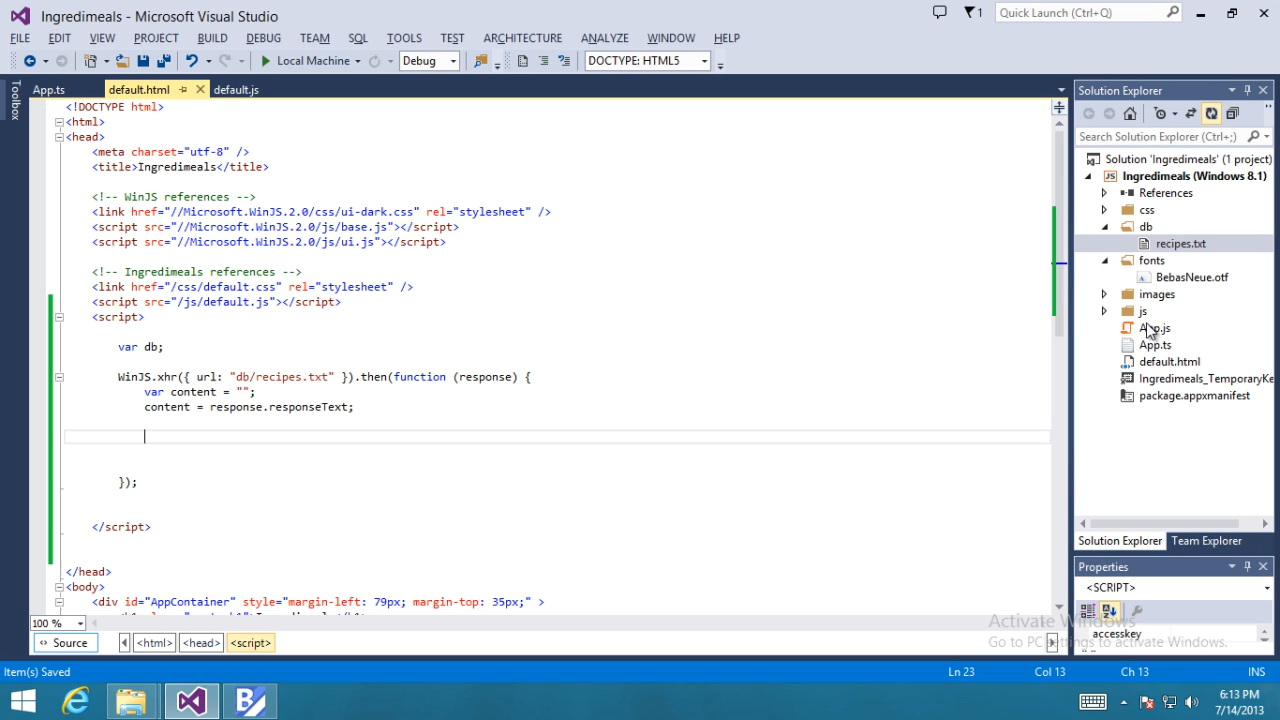 Ingredimeals - Microsoft Visual Studio
1
Quick Launch (Ctrl+Q)
FILE EDIT VIEW PROJECT BUILD DEBUG TEAM SQL TOOLS TEST ARCHITECTURE ANALYZE WINDOW HELP
Local Machine Debug DOCTYPE: HTML5
Toolbox
App.ts default.html default.js
<!DOCTYPE html>
<html>
<head>
<meta charset="utf-8" />
<title>Ingredimeals</title>
<!-- WinJS references -->
<link href="//Microsoft.WinJS.2.0/css/ui-dark.css" rel="stylesheet" />
<script src="//Microsoft.WinJS.2.0/js/base.js"></script>
<script src="//Microsoft.WinJS.2.0/js/ui.js"></script>
<!-- Ingredimeals references -->
<link href="/css/default.css" rel="stylesheet" />
<script src="/js/default.js"></script>
<script>
var db;
WinJS.xhr({ url: "db/recipes.txt" }).then(function (response) {
var content = "";
content = response.responseText;
});
</script>
</head>
<body>
<div id="AppContainer" style="margin-left: 79px; margin-top: 35px;" >
100 %
Source <html> <head> <script>
Solution Explorer
Search Solution Explorer (Ctrl+;)
Solution 'Ingredimeals' (1 project)
JS Ingredimeals (Windows 8.1)
References
css
db
recipes.txt
fonts
BebasNeue.otf
images
js
App.js
App.ts
default.html
Ingredimeals_TemporaryKe
package.appxmanifest
Solution Explorer Team Explorer
Properties
<SCRIPT>
accesskey
Activate Windows
Go to PC settings to activate Windows.
Item(s) Saved Ln 23 Col 13 Ch 13 INS
6:13 PM
7/14/2013